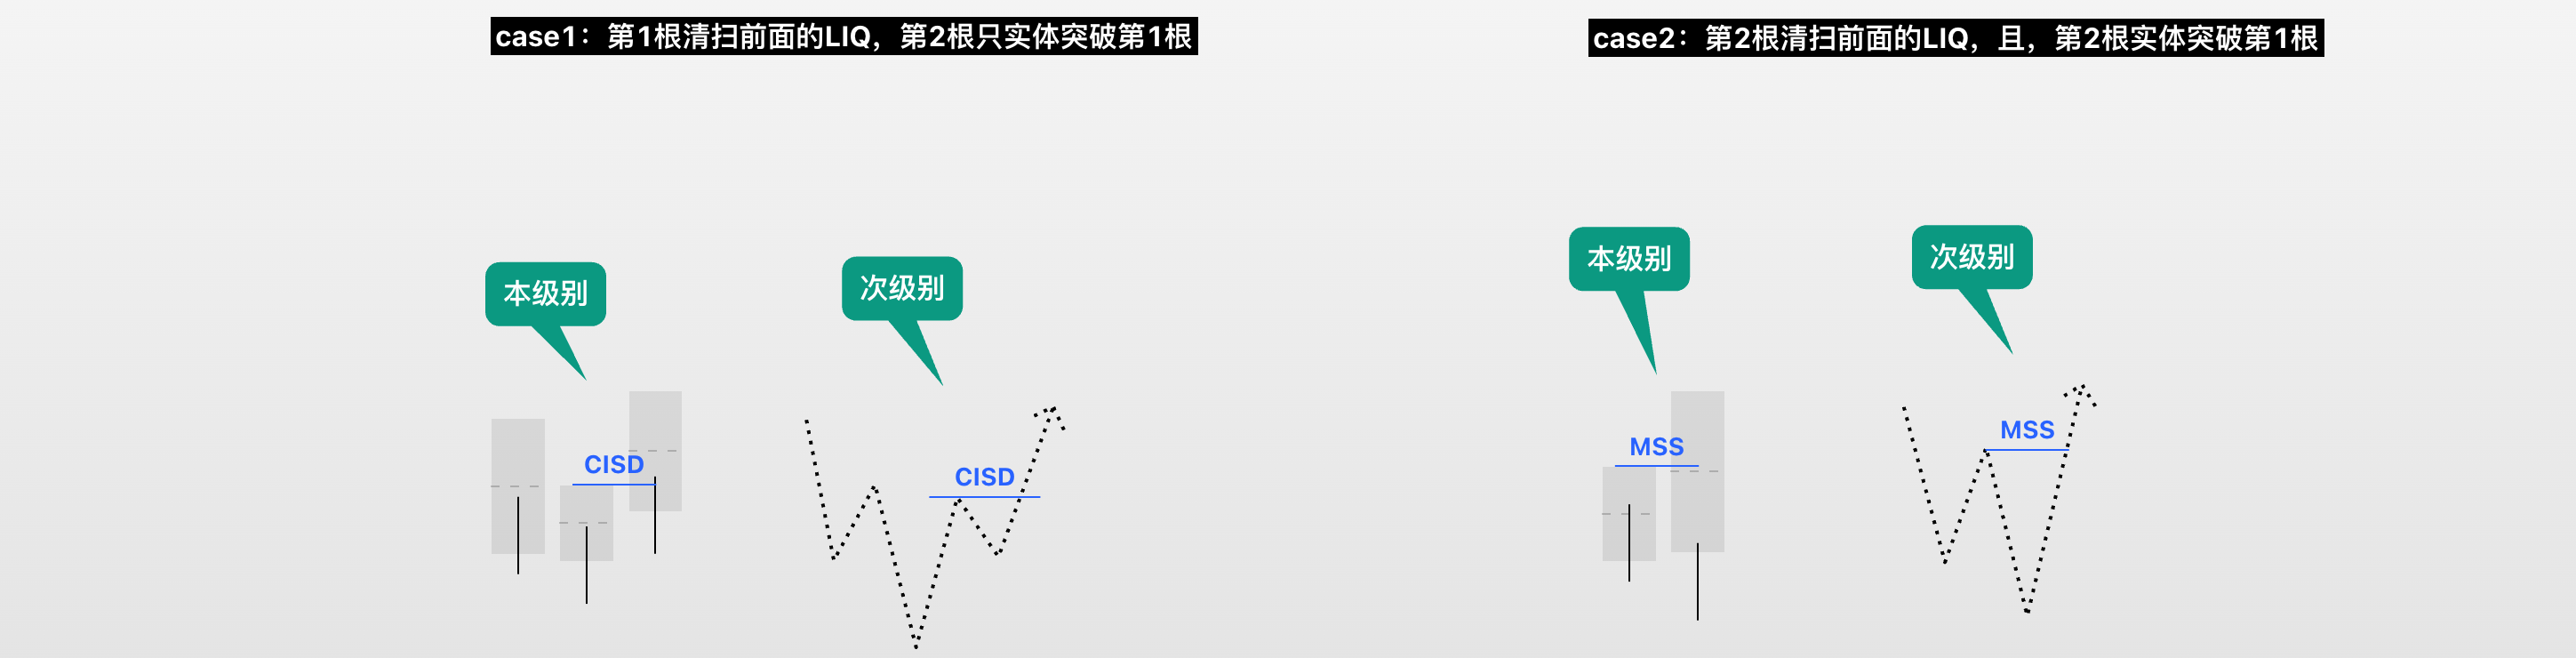 case1：第1根清扫前面的LIQ，第2根只实体突破第1根
case2：第2根清扫前面的LIQ，且，第2根实体突破第1根
本级别
次级别
本级别
次级别
CISD
CISD
MSS
MSS